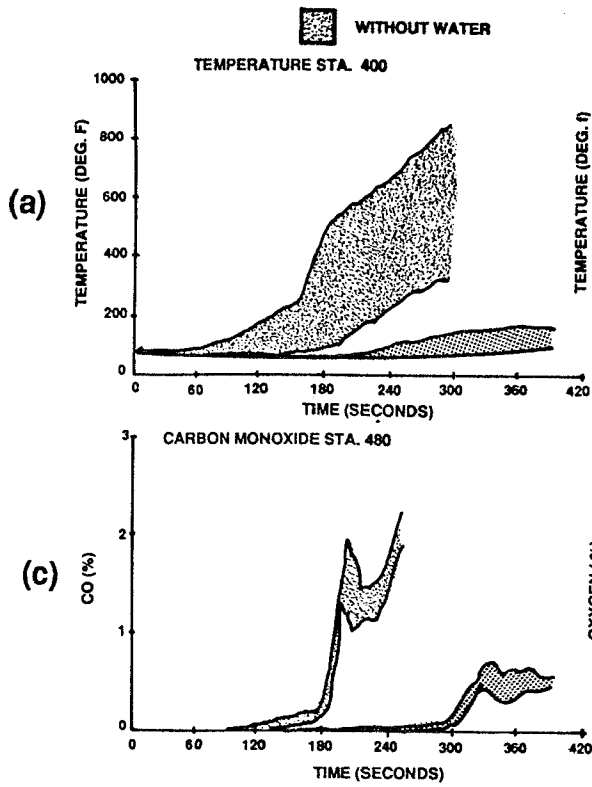 WITHOUT WATER
TEMPERATURE STA. 400
(a)
TEMPERATURE (DEG. F)
1000
800
600
400
200
0
0 60 120 180 240 300 360 420
TIME (SECONDS)
TEMPERATURE (DEG. f)
CARBON MONOXIDE STA. 480
(c)
CO (%)
3
2
1
0
0 60 120 180 240 300 360 420
TIME (SECONDS)